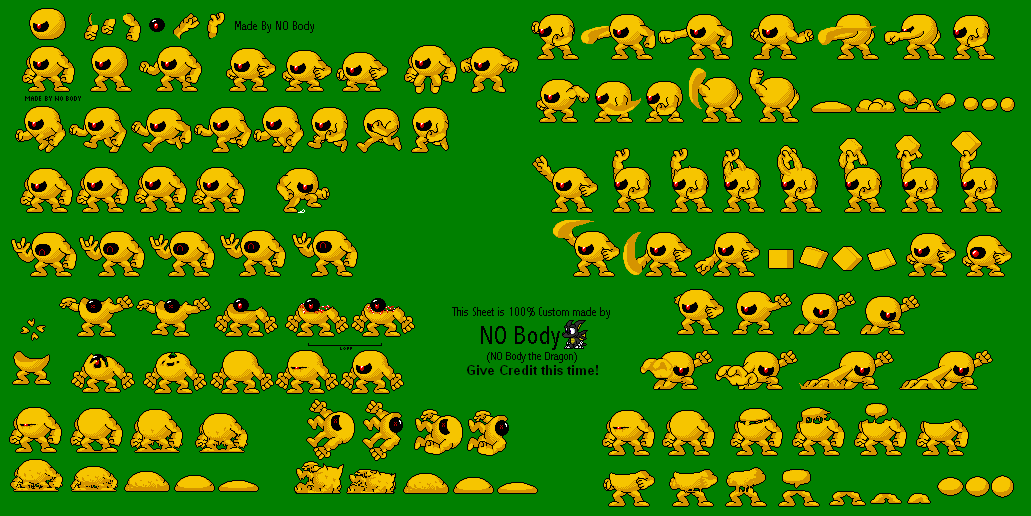 Made By NO Body
MADE BY NO BODY
This Sheet is 100% Custom made by
NO Body
(NO Body the Dragon)
Give Credit this time!
LOOP